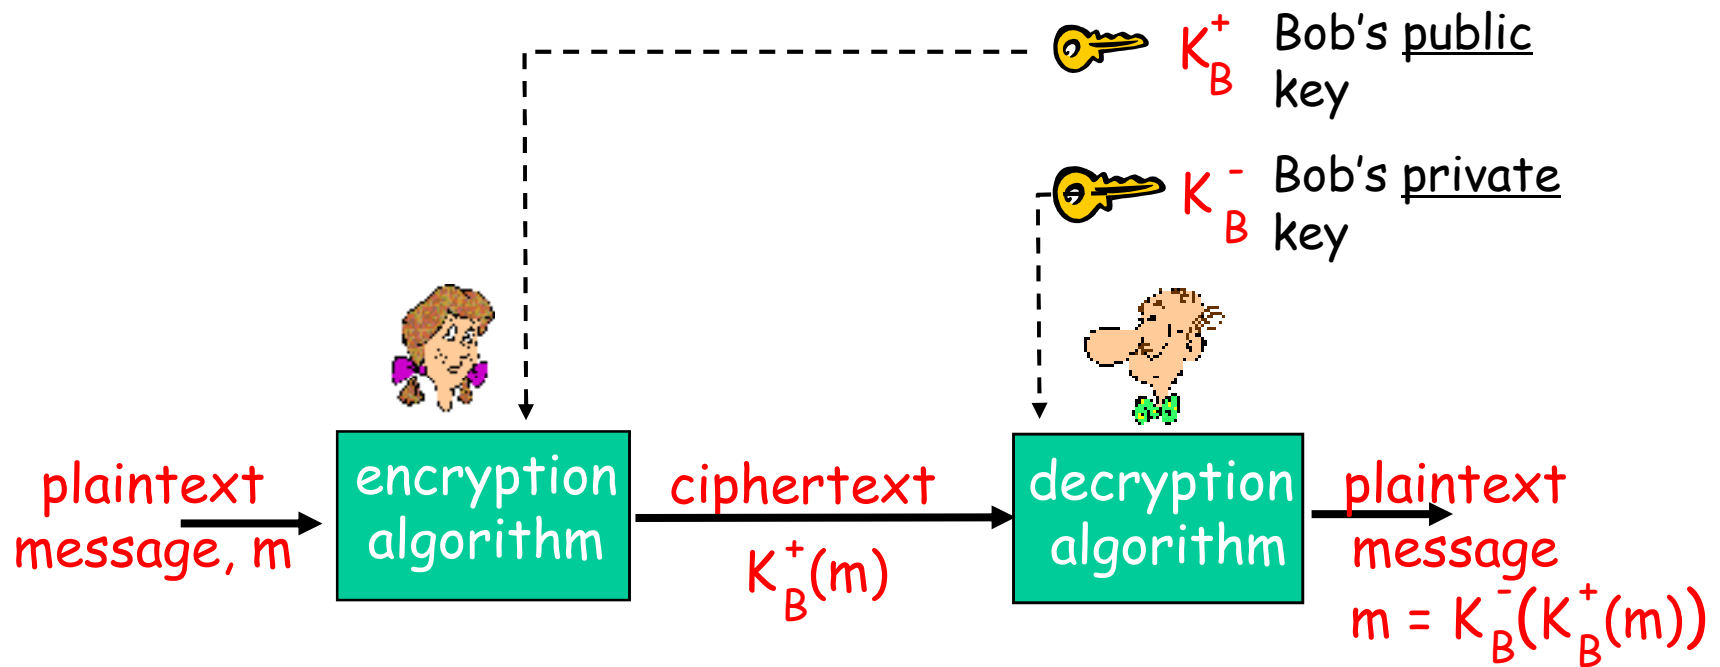 K_B^+ Bob's public
key
K_B^- Bob's private
key
plaintext
message, m
encryption
algorithm
ciphertext
K_B^+(m)
decryption
algorithm
plaintext
message
m = K_B^-(K_B^+(m))